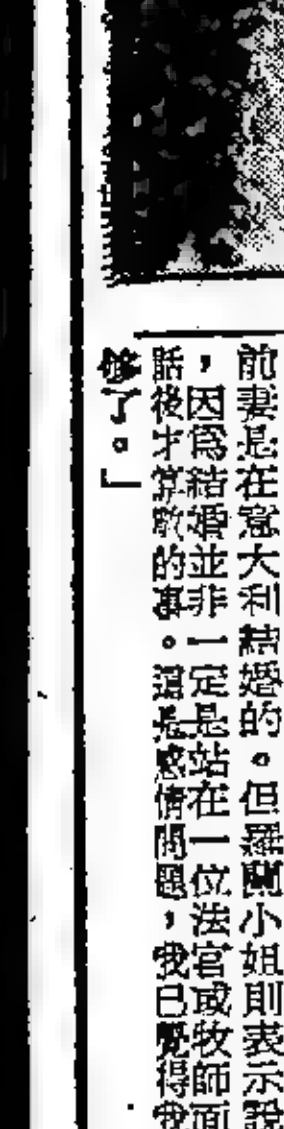 前妻是在意大利結婚的。但羅蘭小姐則表示說
，因爲結婚並非一定是站在一位法官或牧師面
話後才算數的事。這是感情問題，我已覺得我
够了。」